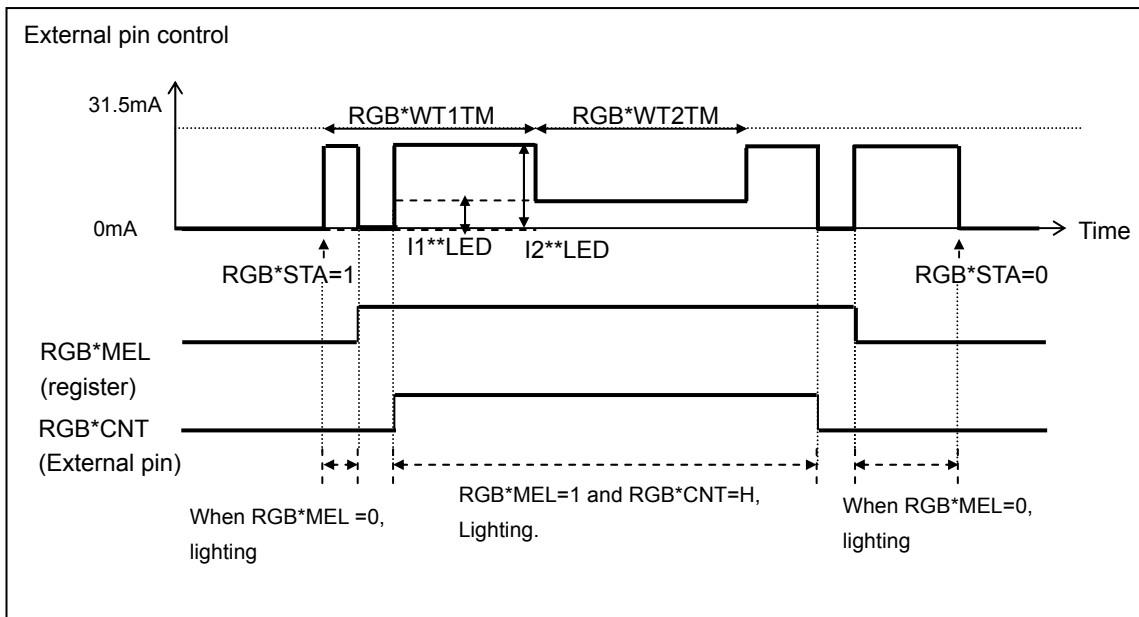 External pin control
31.5mA
RGB*WT1TM
RGB*WT2TM
0mA
Time
I1**LED
I2**LED
RGB*STA=1
RGB*STA=0
RGB*MEL
(register)
RGB*CNT
(External pin)
When RGB*MEL =0,
lighting
RGB*MEL=1 and RGB*CNT=H,
Lighting.
When RGB*MEL=0,
lighting